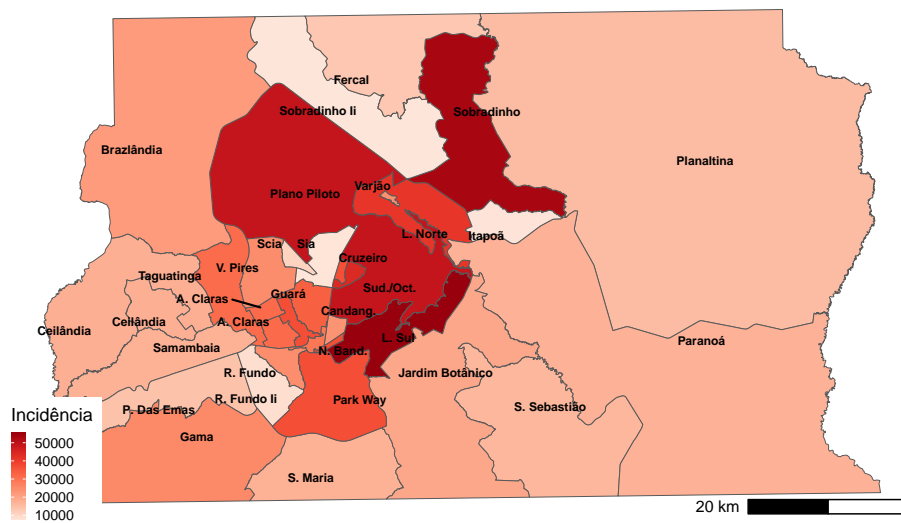 Fercal
Sobradinho Ii
Sobradinho
Brazlândia
Planaltina
Varjão
Plano Piloto
L. Norte
Itapoã
Scia
Sia
Cruzeiro
V. Pires
Taguatinga
Guará
Sud./Oct.
A. Claras
Candang.
Ceilândia
Ceilândia
A. Claras
L. Sul
Paranoá
Samambaia
N. Band.
R. Fundo
Jardim Botânico
R. Fundo Ii
Park Way
S. Sebastião
P. Das Emas
Gama
S. Maria
Incidência
50000
40000
30000
20000
10000
20 km